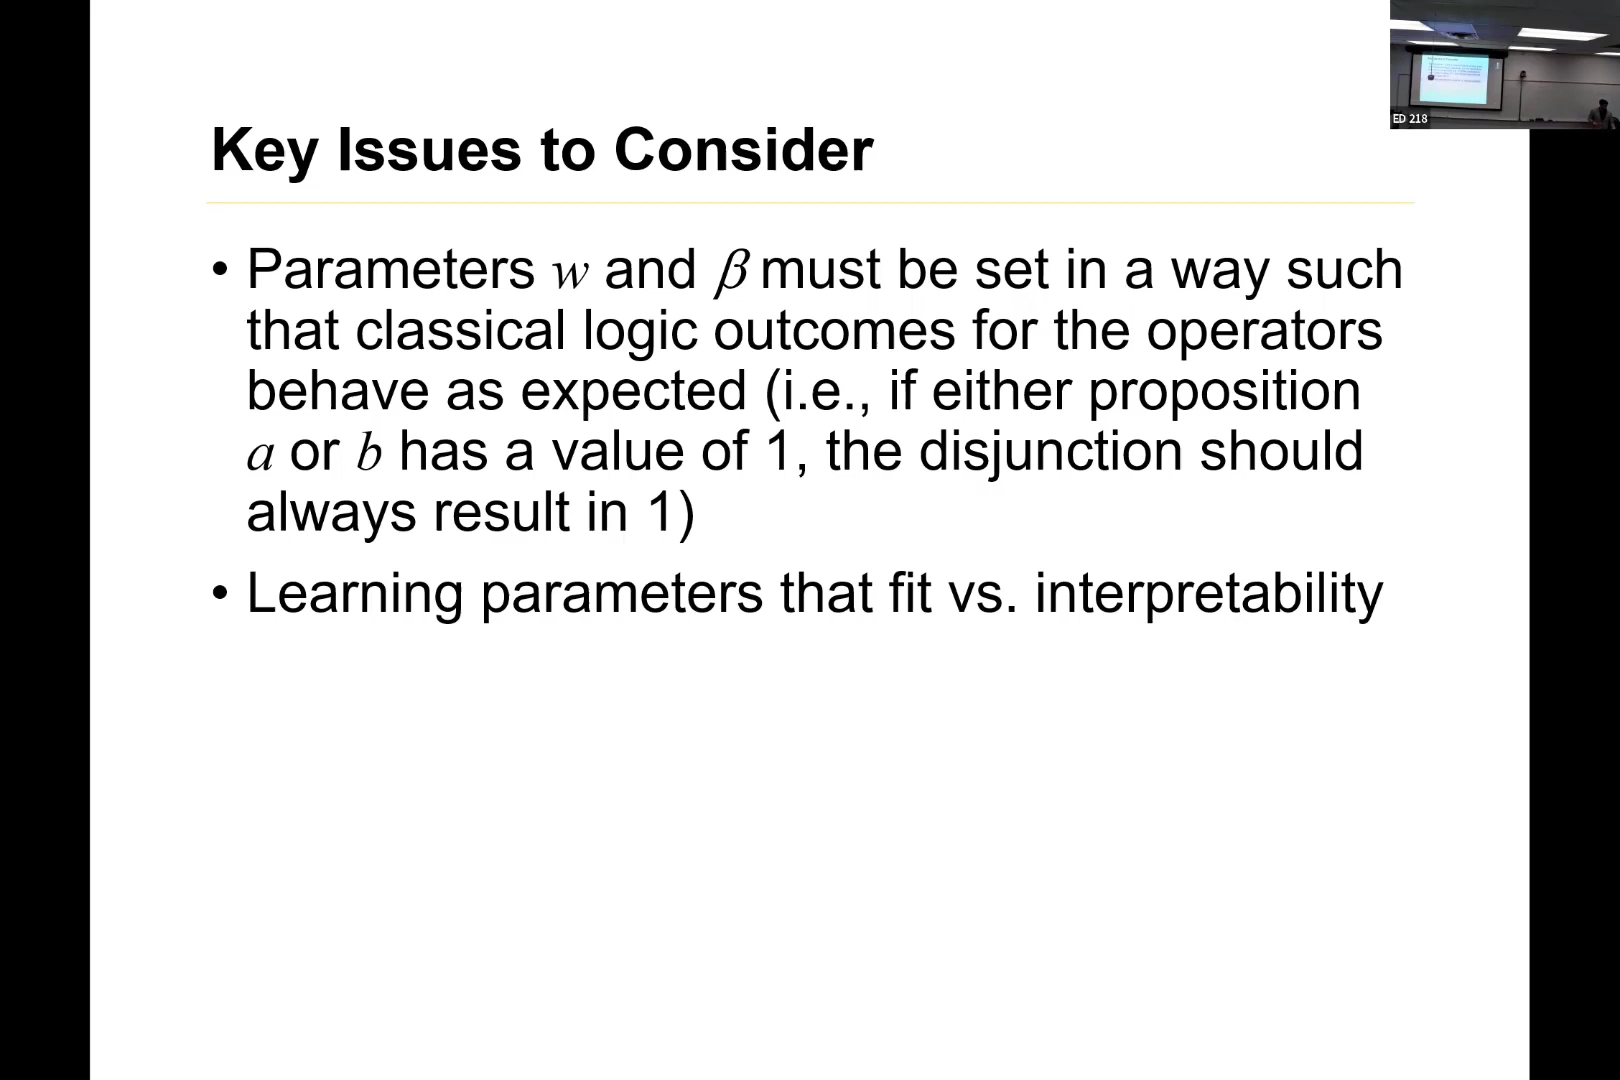 ED 218
Key Issues to Consider
• Parameters w and β must be set in a way such
that classical logic outcomes for the operators
behave as expected (i.e., if either proposition
a or b has a value of 1, the disjunction should
always result in 1)
• Learning parameters that fit vs. interpretability